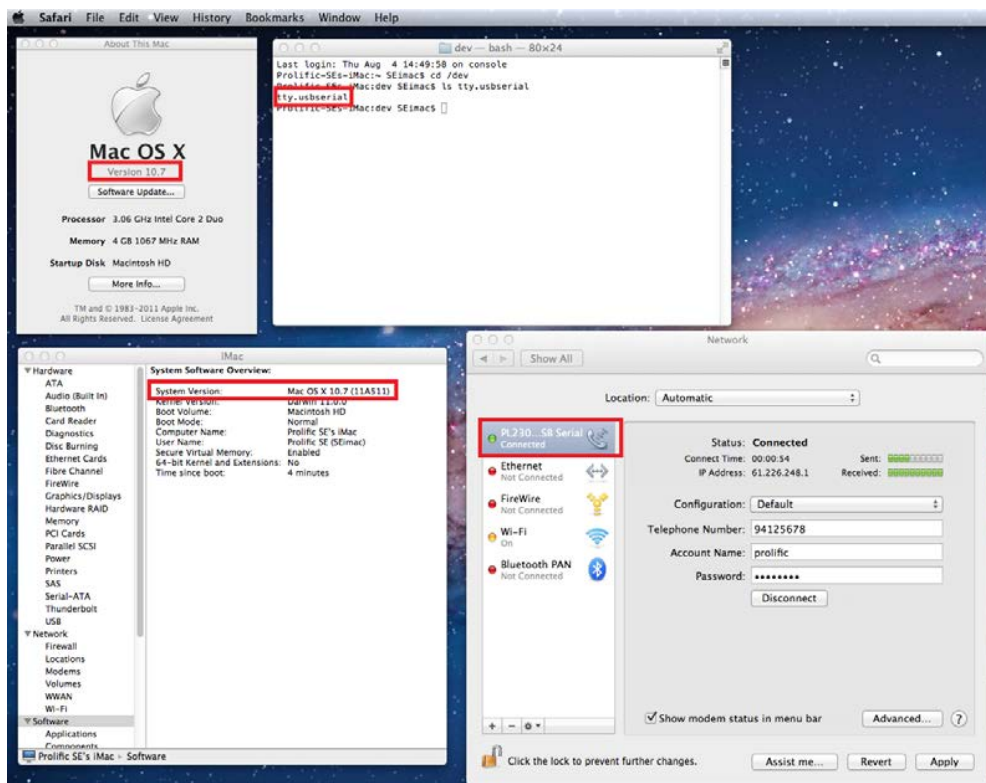 Safari File Edit View History Bookmarks Window Help
About This Mac
Mac OS X
Version 10.7
Software Update...
Processor 3.06 GHz Intel Core 2 Duo
Memory 4 GB 1067 MHz RAM
Startup Disk Macintosh HD
More Info...
TM and © 1983-2011 Apple Inc.
All Rights Reserved. License Agreement
dev — bash — 80×24
Last login: Thu Aug 4 14:49:58 on console
Prolific-SEs-iMac:~ SEimac$ cd /dev
Prolific-SEs-iMac:dev SEimac$ ls tty.usbserial
tty.usbserial
Prolific-SEs-iMac:dev SEimac$
iMac
Hardware
ATA
Audio (Built In)
Bluetooth
Card Reader
Diagnostics
Disc Burning
Ethernet Cards
Fibre Channel
FireWire
Graphics/Displays
Hardware RAID
Memory
PCI Cards
Parallel SCSI
Power
Printers
SAS
Serial-ATA
Thunderbolt
USB
Network
Firewall
Locations
Modems
Volumes
WWAN
Wi-Fi
Software
Applications
Components
System Software Overview:
System Version: Mac OS X 10.7 (11A511)
Kernel Version: Darwin 11.0.0
Boot Volume: Macintosh HD
Boot Mode: Normal
Computer Name: Prolific SE's iMac
User Name: Prolific SE (SEimac)
Secure Virtual Memory: Enabled
64-bit Kernel and Extensions: No
Time since boot: 4 minutes
Prolific SE's iMac Software
Network
Show All
Location: Automatic
PL230...SB Serial
Connected
Ethernet
Not Connected
FireWire
Not Connected
Wi-Fi
On
Bluetooth PAN
Not Connected
Status: Connected
Connect Time: 00:00:54 Sent:
IP Address: 61.226.248.1 Received:
Configuration: Default
Telephone Number: 94125678
Account Name: prolific
Password: ••••••••
Disconnect
Show modem status in menu bar
Advanced... ?
Click the lock to prevent further changes.
Assist me... Revert Apply